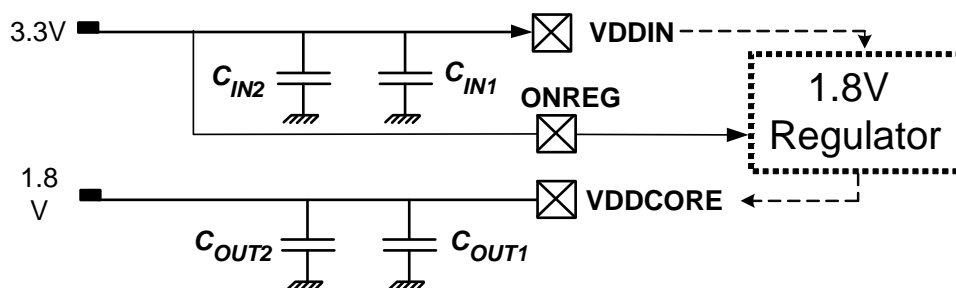 3.3V
VDDIN
CIN2
CIN1
ONREG
1.8V
Regulator
1.8
V
VDDCORE
COUT2
COUT1